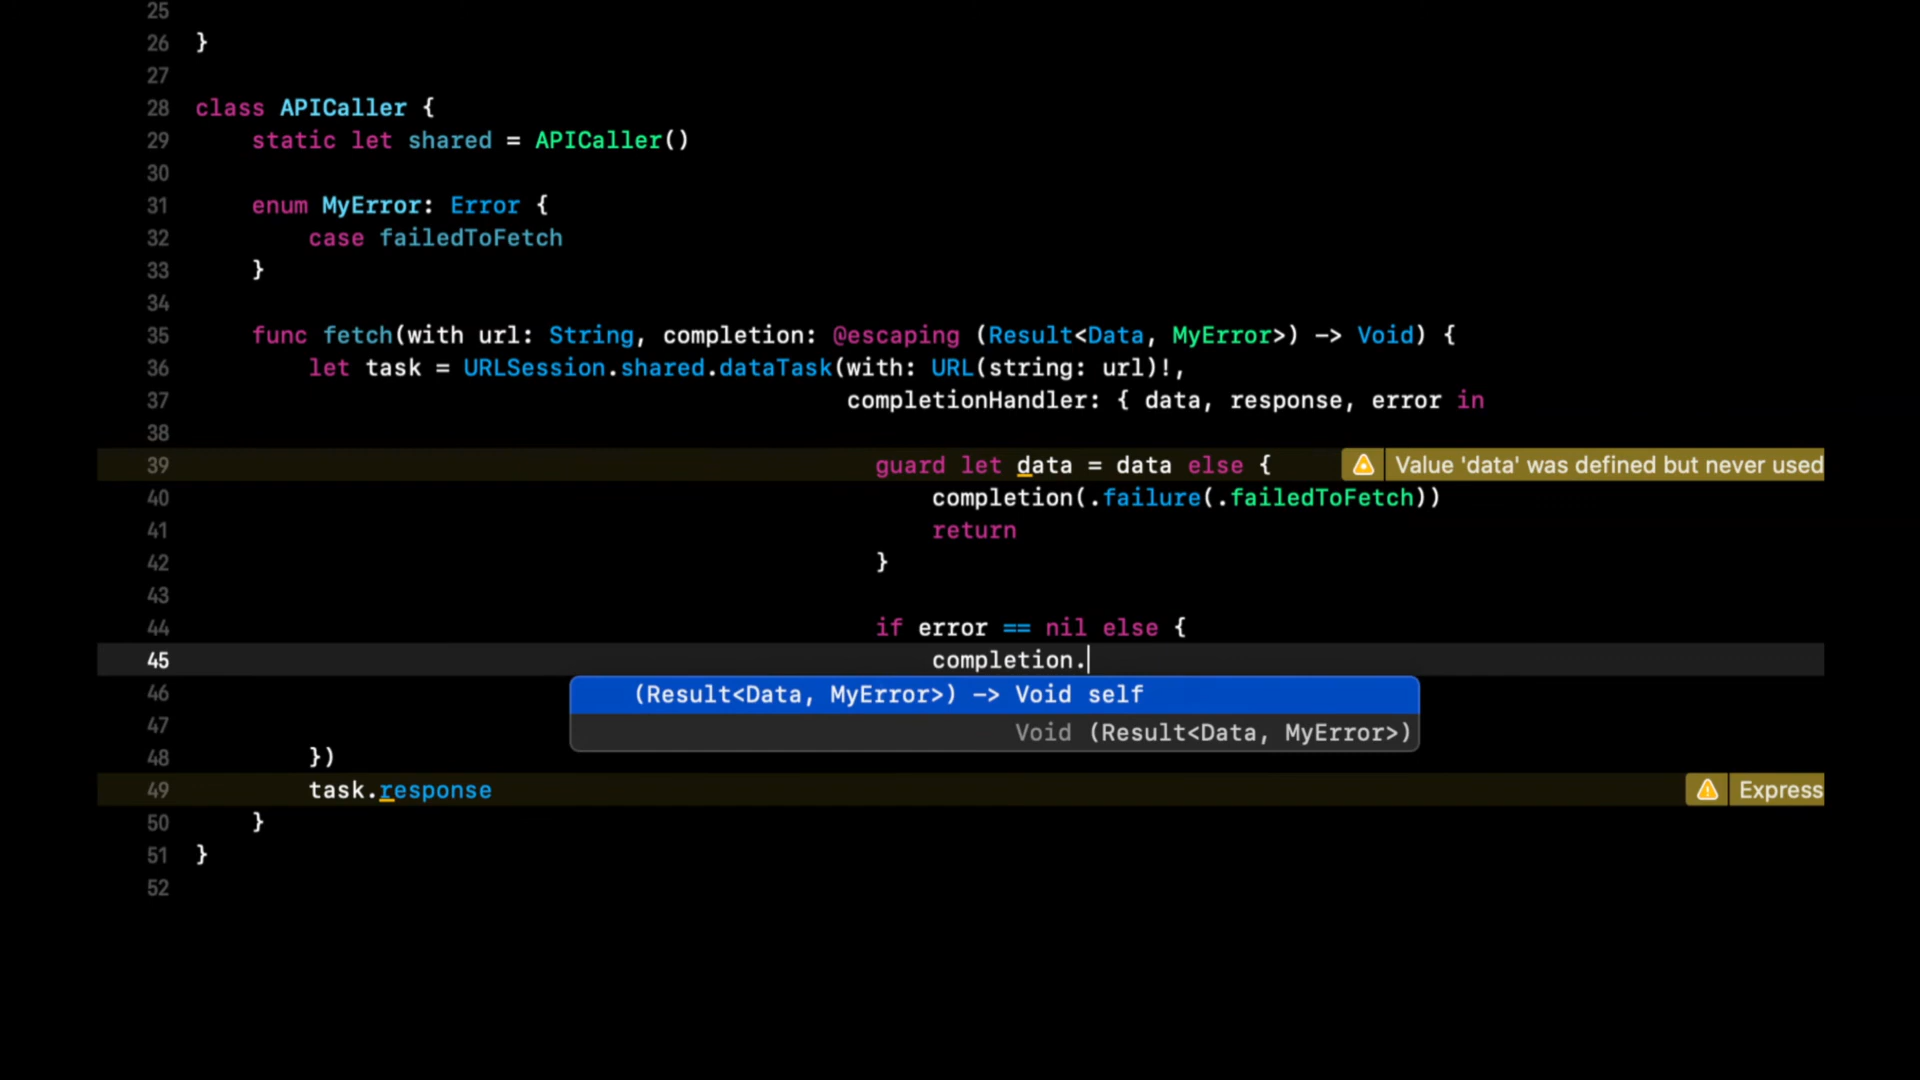 25
26 }
27
28 class APICaller {
29 static let shared = APICaller()
30
31 enum MyError: Error {
32 case failedToFetch
33 }
34
35 func fetch(with url: String, completion: @escaping (Result<Data, MyError>) -> Void) {
36 let task = URLSession.shared.dataTask(with: URL(string: url)!,
37 completionHandler: { data, response, error in
38
39 guard let data = data else { Value 'data' was defined but never used
40 completion(.failure(.failedToFetch))
41 return
42 }
43
44 if error == nil else {
45 completion.
46 (Result<Data, MyError>) -> Void self
47 Void (Result<Data, MyError>)
48 })
49 task.response Express
50 }
51 }
52